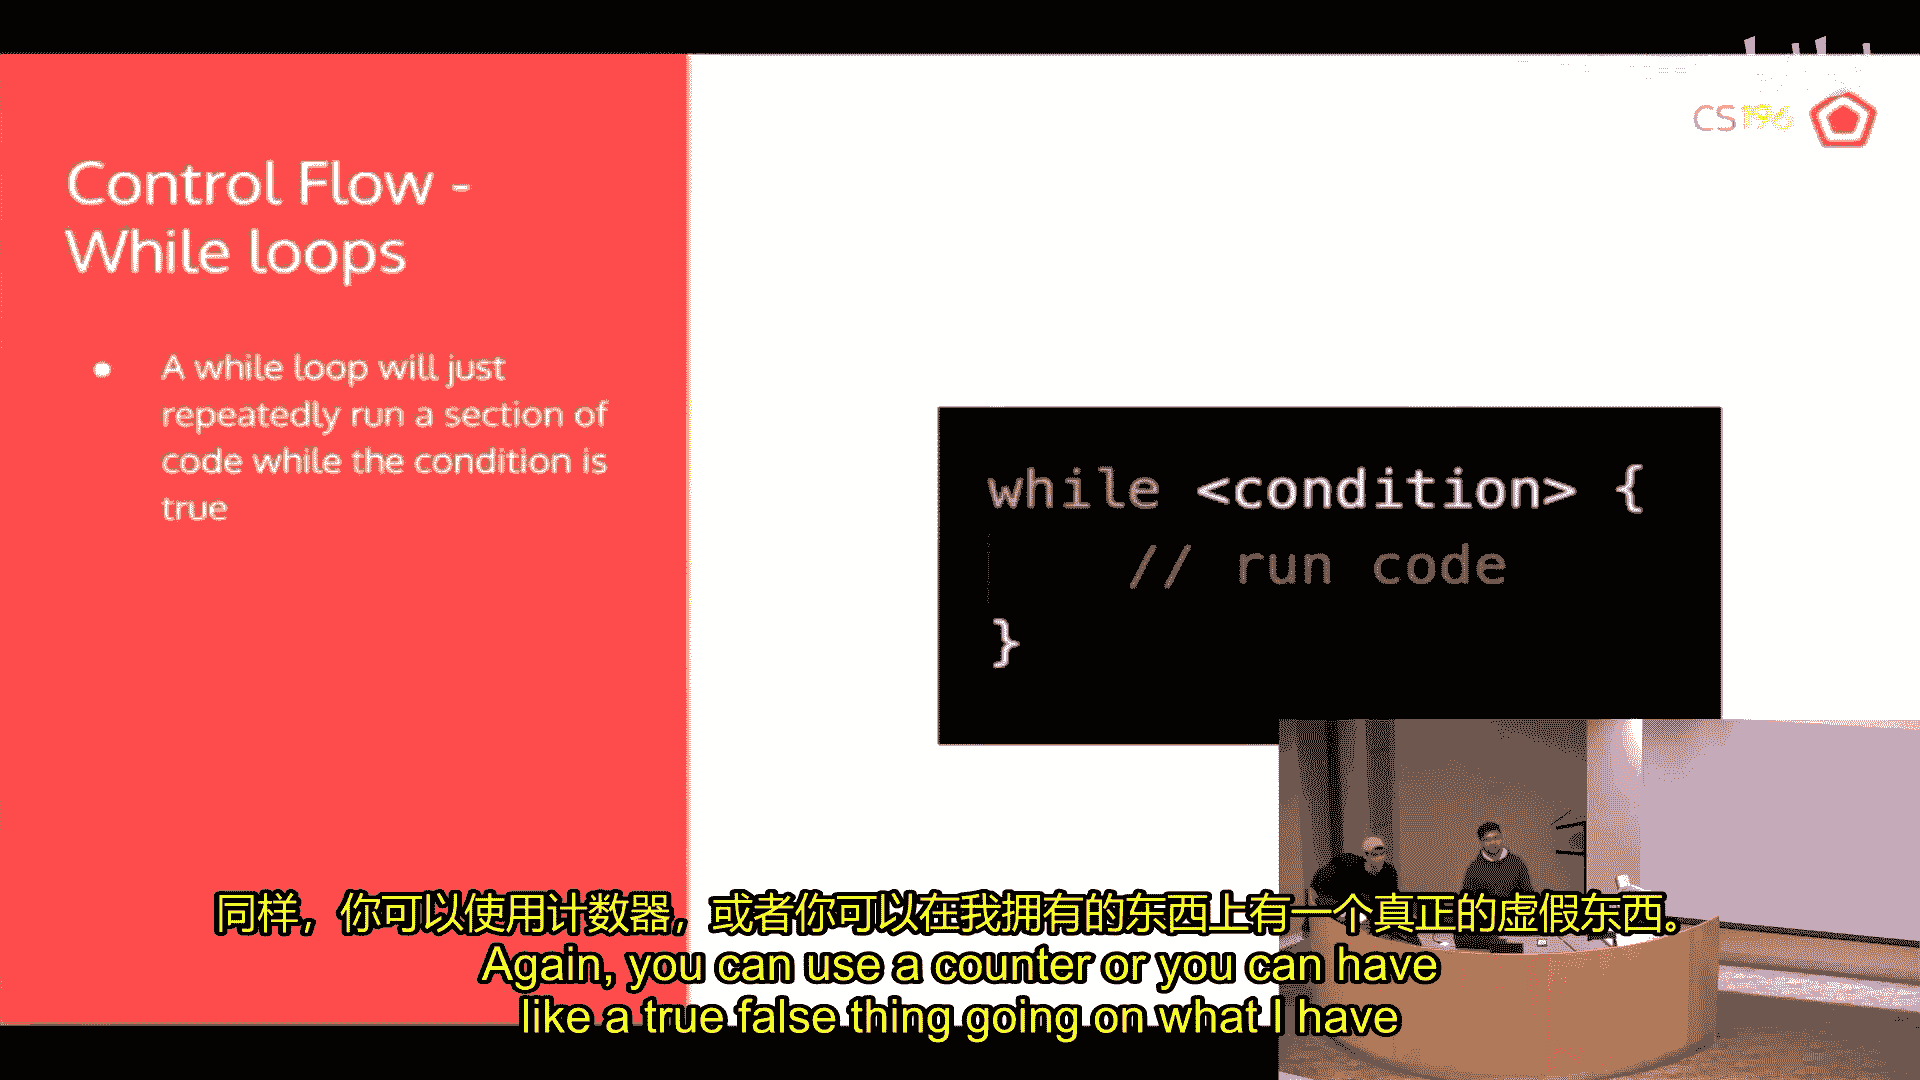 CS 196
Control Flow -
While loops
● A while loop will just
repeatedly run a section of
code while the condition is
true
while <condition> {
// run code
}
同样，你可以使用计数器，或者你可以在我拥有的东西上有一个真正的虚假东西。
Again, you can use a counter or you can have
like a true false thing going on what I have